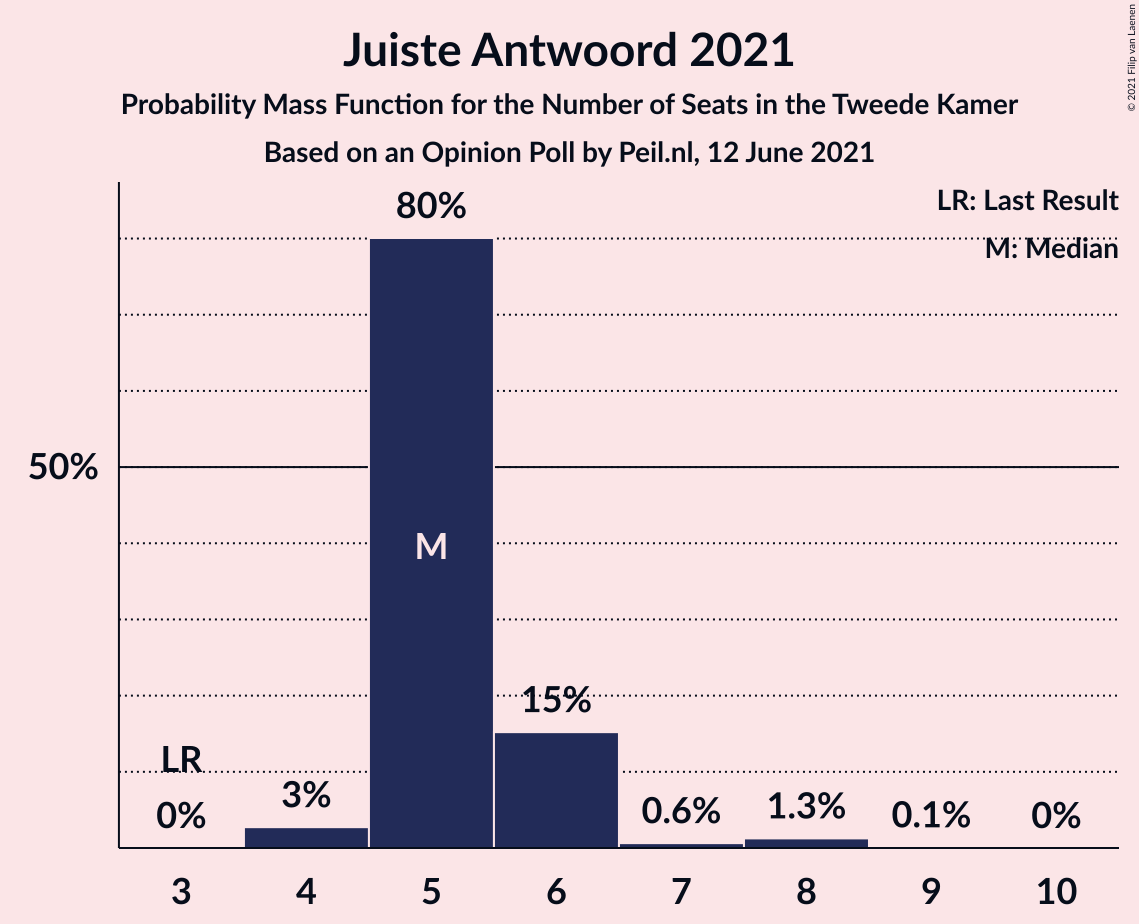 Juiste Antwoord 2021
Probability Mass Function for the Number of Seats in the Tweede Kamer
Based on an Opinion Poll by Peil.nl, 12 June 2021
© 2021 Filip van Laenen
LR: Last Result
M: Median
80%
50%
M
15%
LR
0%
3%
0.6%
1.3%
0.1%
0%
3 4 5 6 7 8 9 10